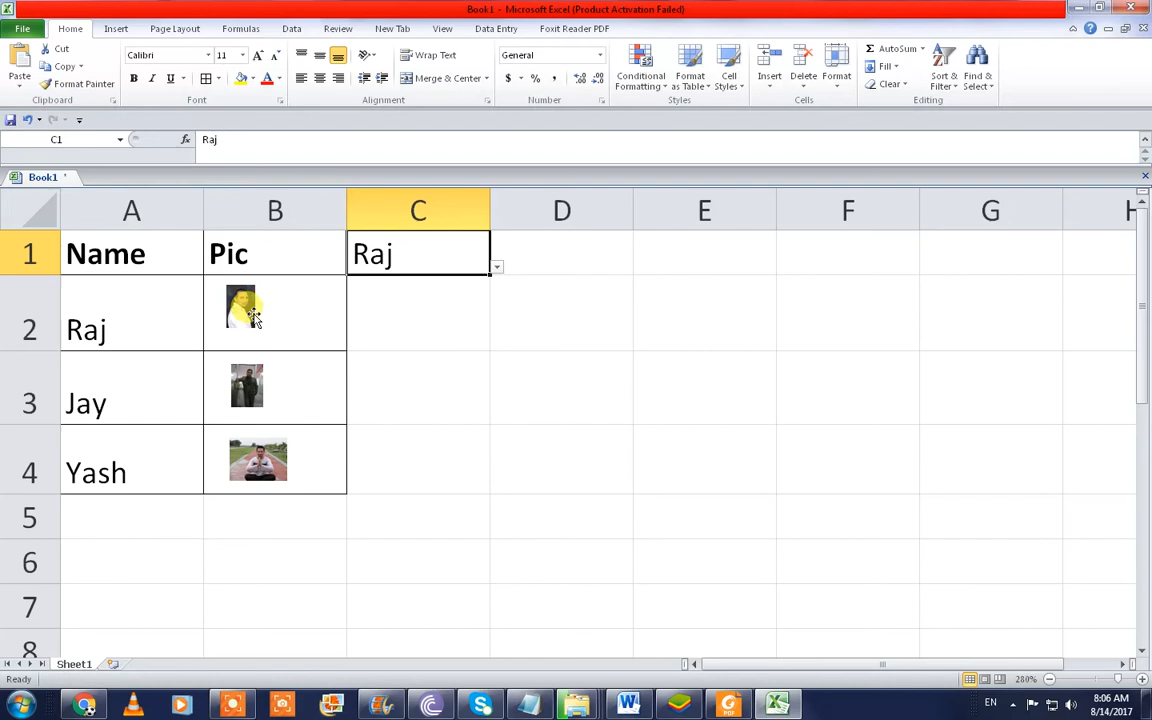 Book1 - Microsoft Excel (Product Activation Failed)
File Home Insert Page Layout Formulas Data Review New Tab View Data Entry Foxit Reader PDF
Paste
Cut
Copy
Format Painter
Clipboard
Calibri 11
B I U
Font
Wrap Text
Merge & Center
Alignment
General
$ % ,
Number
Conditional Formatting
Format as Table
Cell Styles
Styles
Insert
Delete
Format
Cells
AutoSum
Fill
Clear
Sort & Filter
Find & Select
Editing
C1 fx Raj
Book1
A B C D E F G H
1 Name Pic Raj
2 Raj
3 Jay
4 Yash
5
6
7
8
Sheet1
Ready 280%
EN 8:06 AM
8/14/2017